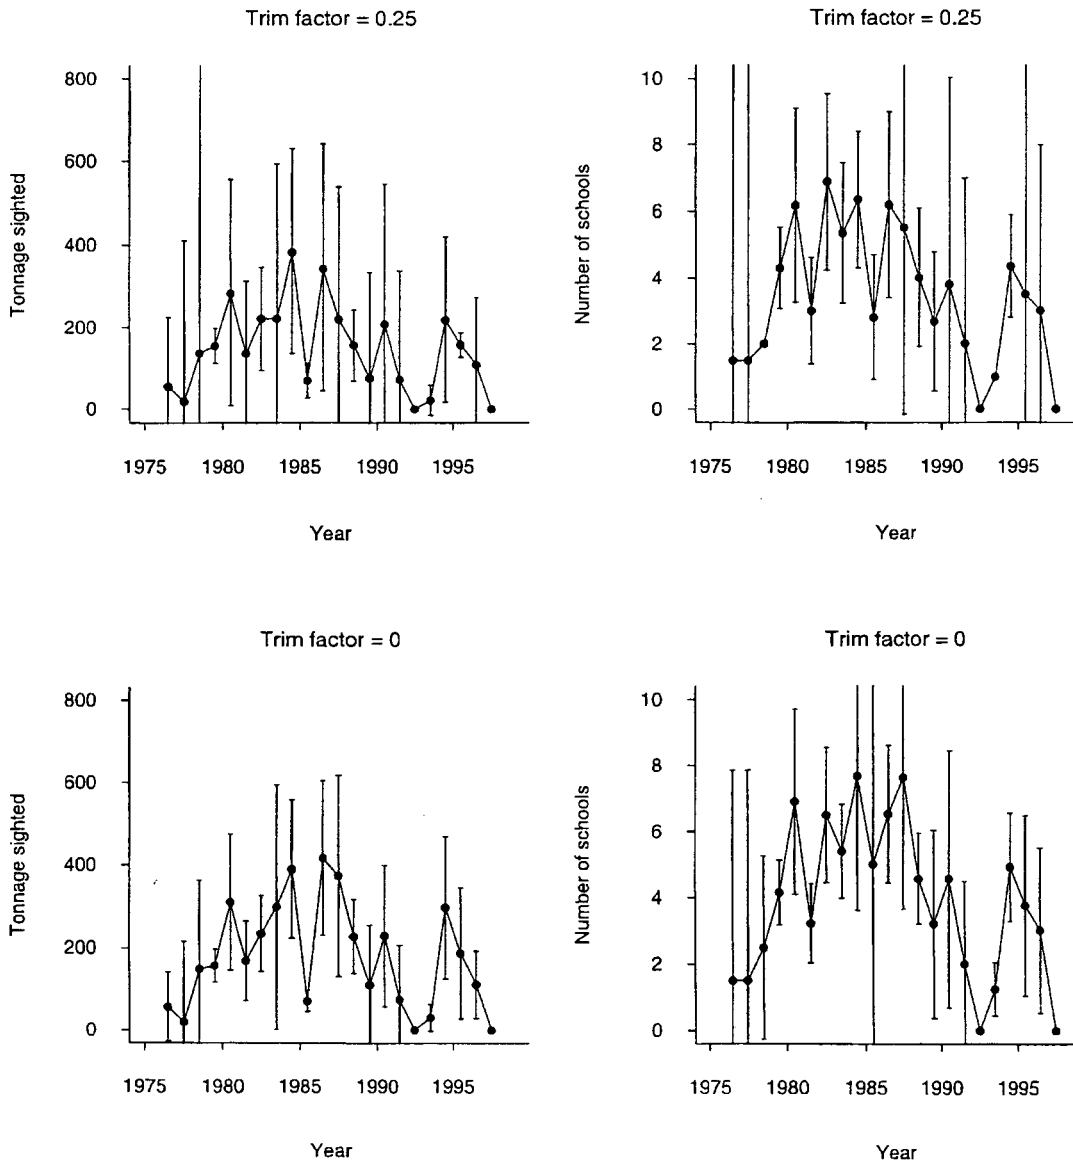 Trim factor = 0.25
800
600
400
200
0
Tonnage sighted
1975 1980 1985 1990 1995
Year
Trim factor = 0.25
10
8
6
4
2
0
Number of schools
1975 1980 1985 1990 1995
Year
Trim factor = 0
800
600
400
200
0
Tonnage sighted
1975 1980 1985 1990 1995
Year
Trim factor = 0
10
8
6
4
2
0
Number of schools
1975 1980 1985 1990 1995
Year